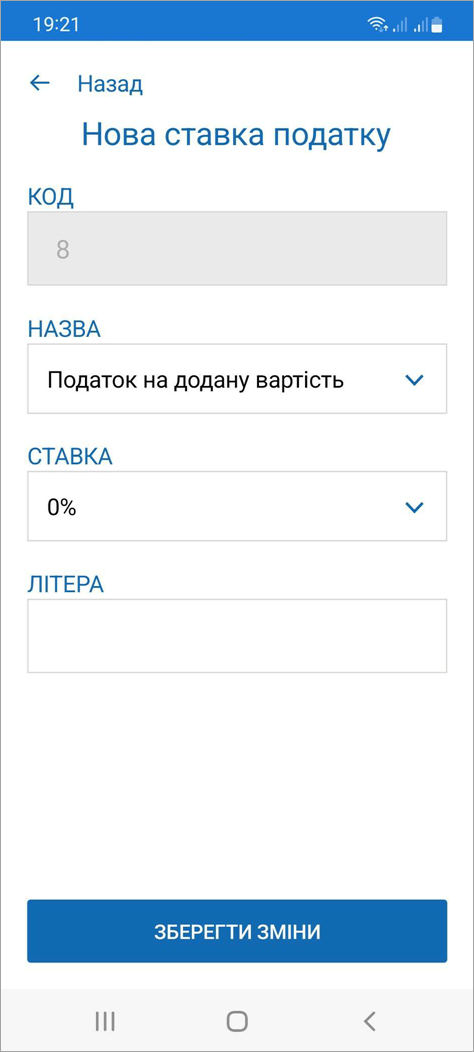 19:21
Назад
Нова ставка податку
КОД
8
НАЗВА
Податок на додану вартість
СТАВКА
0%
ЛІТЕРА
ЗБЕРЕГТИ ЗМІНИ